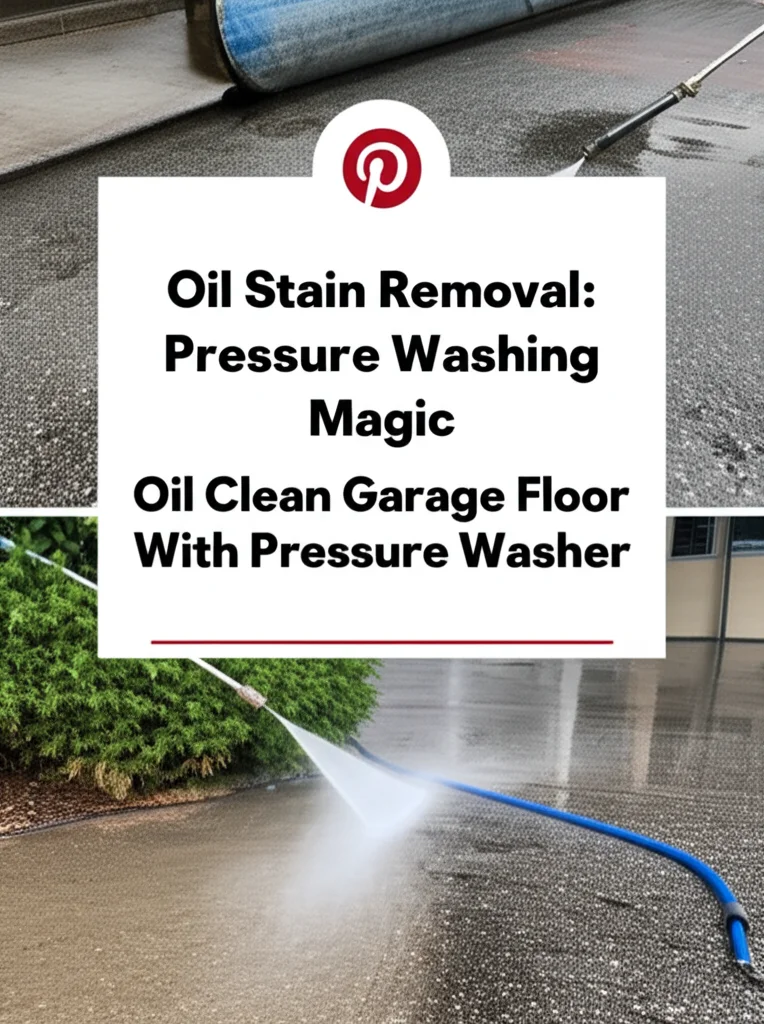 Oil Stain Removal:
Pressure Washing
Magic
Oil Clean Garage Floor
With Pressure Washer